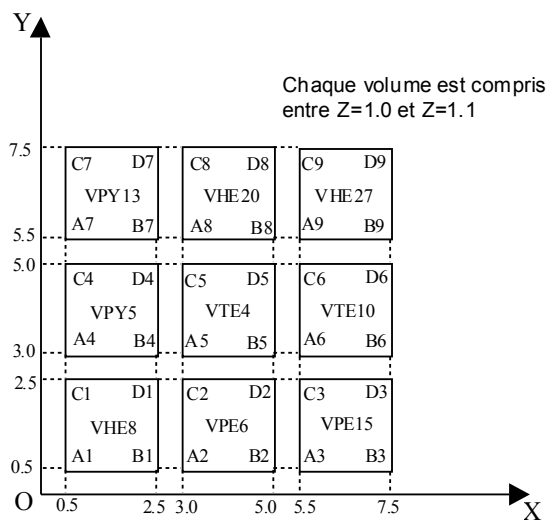 Y
Chaque volume est compris
entre Z=1.0 et Z=1.1
7.5
C7 D7 C8 D8 C9 D9
VPY13 VHE20 VHE27
A7 B7 A8 B8 A9 B9
5.5
5.0
C4 D4 C5 D5 C6 D6
VPY5 VTE4 VTE10
A4 B4 A5 B5 A6 B6
3.0
2.5
C1 D1 C2 D2 C3 D3
VHE8 VPE6 VPE15
A1 B1 A2 B2 A3 B3
0.5
O 0.5 2.5 3.0 5.0 5.5 7.5 X